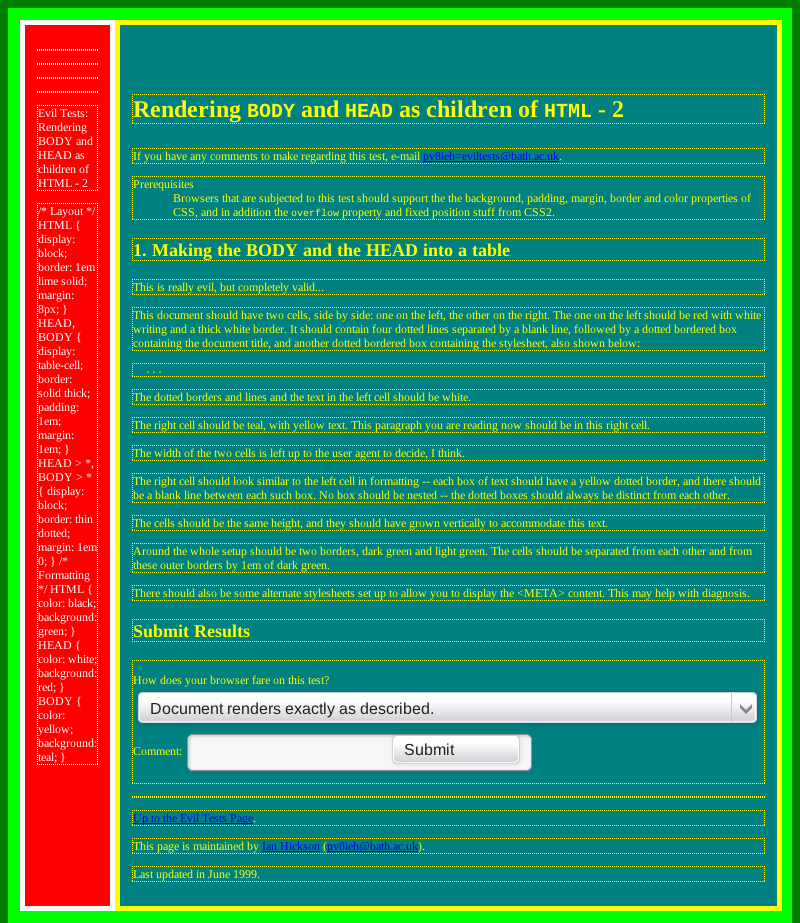 Evil Tests:
Rendering
BODY and
HEAD as
children of
HTML - 2
/* Layout */
HTML {
display:
block;
border: 1em
lime solid;
margin:
8px; }
HEAD,
BODY {
display:
table-cell;
border:
solid thick;
padding:
1em;
margin:
1em; }
HEAD > *,
BODY > *
{ display:
block;
border: thin
dotted;
margin: 1em
0; } /*
Formatting
*/ HTML {
color: black;
background:
green; }
HEAD {
color: white;
background:
red; }
BODY {
color:
yellow;
background:
teal; }
Rendering BODY and HEAD as children of HTML - 2
If you have any comments to make regarding this test, e-mail py8ieh=eviltests@bath.ac.uk.
Prerequisites
Browsers that are subjected to this test should support the the background, padding, margin, border and color properties of
CSS, and in addition the overflow property and fixed position stuff from CSS2.
1. Making the BODY and the HEAD into a table
This is really evil, but completely valid...
This document should have two cells, side by side: one on the left, the other on the right. The one on the left should be red with white
writing and a thick white border. It should contain four dotted lines separated by a blank line, followed by a dotted bordered box
containing the document title, and another dotted bordered box containing the stylesheet, also shown below:
. . .
The dotted borders and lines and the text in the left cell should be white.
The right cell should be teal, with yellow text. This paragraph you are reading now should be in this right cell.
The width of the two cells is left up to the user agent to decide, I think.
The right cell should look similar to the left cell in formatting -- each box of text should have a yellow dotted border, and there should
be a blank line between each such box. No box should be nested -- the dotted boxes should always be distinct from each other.
The cells should be the same height, and they should have grown vertically to accommodate this text.
Around the whole setup should be two borders, dark green and light green. The cells should be separated from each other and from
these outer borders by 1em of dark green.
There should also be some alternate stylesheets set up to allow you to display the <META> content. This may help with diagnosis.
Submit Results
How does your browser fare on this test?
Document renders exactly as described.
Comment: Submit
Up to the Evil Tests Page.
This page is maintained by Ian Hickson (py8ieh@bath.ac.uk).
Last updated in June 1999.